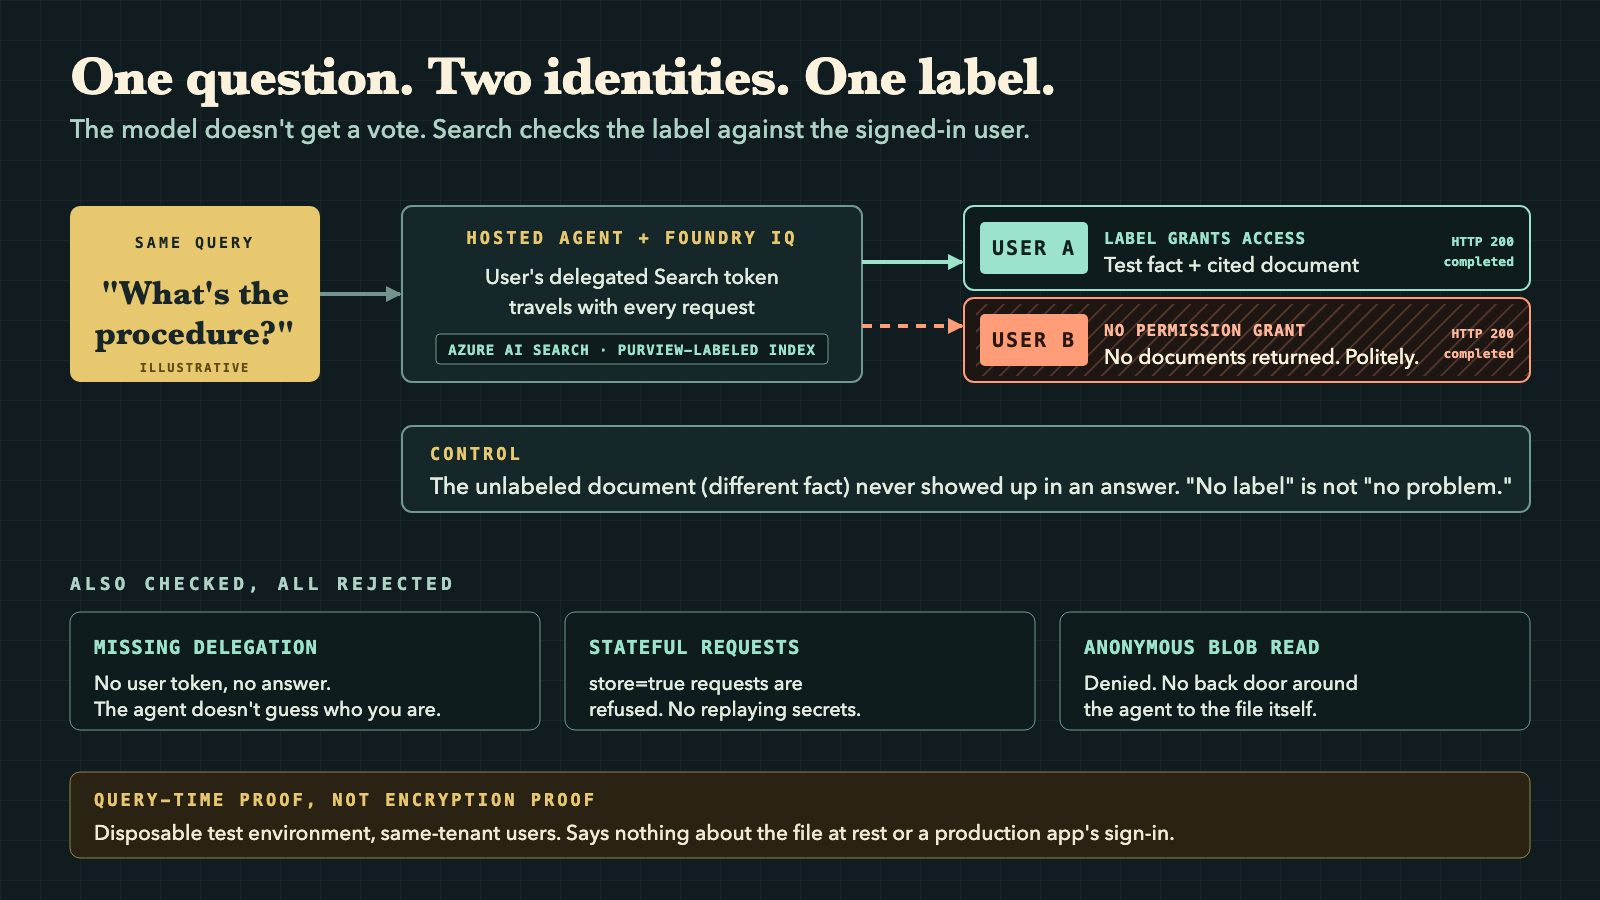 One question. Two identities. One label.
The model doesn't get a vote. Search checks the label against the signed-in user.
SAME QUERY
"What's the
procedure?"
ILLUSTRATIVE
HOSTED AGENT + FOUNDRY IQ
User's delegated Search token
travels with every request
AZURE AI SEARCH · PURVIEW-LABELED INDEX
USER A
LABEL GRANTS ACCESS
Test fact + cited document
HTTP 200
completed
USER B
NO PERMISSION GRANT
No documents returned. Politely.
HTTP 200
completed
CONTROL
The unlabeled document (different fact) never showed up in an answer. "No label" is not "no problem."
ALSO CHECKED, ALL REJECTED
MISSING DELEGATION
No user token, no answer.
The agent doesn't guess who you are.
STATEFUL REQUESTS
store=true requests are
refused. No replaying secrets.
ANONYMOUS BLOB READ
Denied. No back door around
the agent to the file itself.
QUERY-TIME PROOF, NOT ENCRYPTION PROOF
Disposable test environment, same-tenant users. Says nothing about the file at rest or a production app's sign-in.